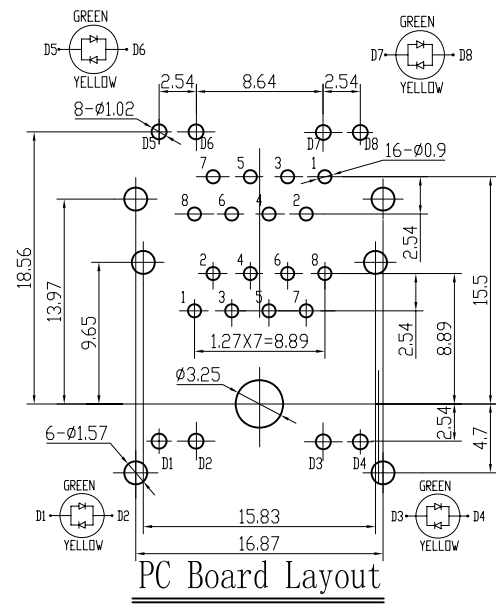 GREEN
D5 D6
YELLOW
GREEN
D7 D8
YELLOW
2.54 8.64 2.54
8-Ø1.02
D5 D6 D7 D8
16-Ø0.9
7 5 3 1
8 6 4 2
2.54
15.5
18.56
13.97
9.65
2 4 6 8
1 3 5 7
1.27X7=8.89
2.54
8.89
Ø3.25
2.54
4.7
D1 D2 D3 D4
6-Ø1.57
GREEN
D1 D2
YELLOW
GREEN
D3 D4
YELLOW
15.83
16.87
PC Board Layout